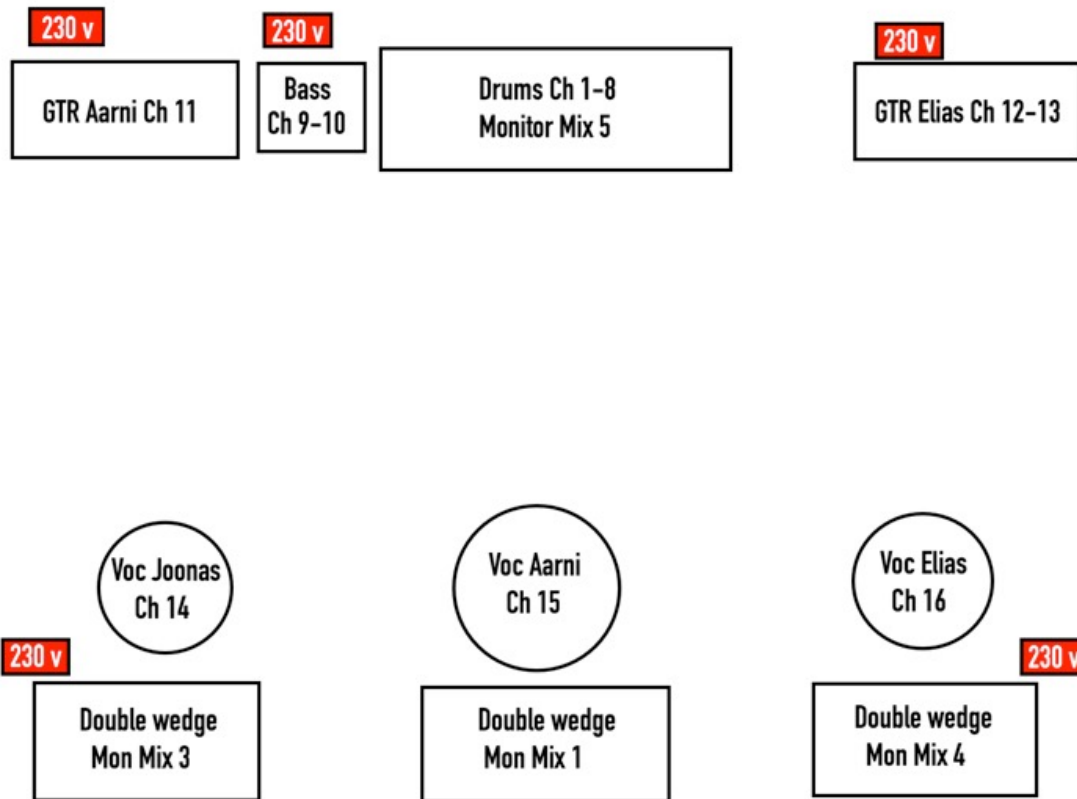 230 v
230 v
230 v
GTR Aarni Ch 11
Bass
Ch 9-10
Drums Ch 1-8
Monitor Mix 5
GTR Elias Ch 12-13
Voc Joonas
Ch 14
Voc Aarni
Ch 15
Voc Elias
Ch 16
230 v
230 v
Double wedge
Mon Mix 3
Double wedge
Mon Mix 1
Double wedge
Mon Mix 4